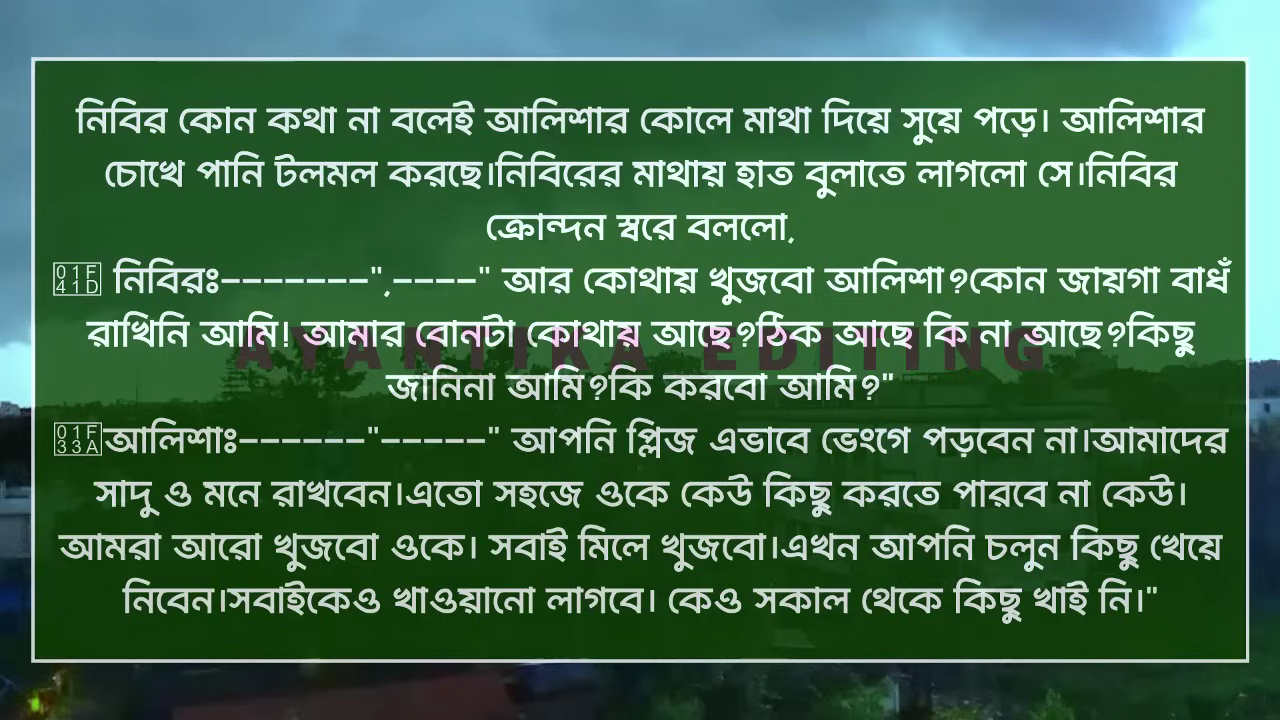 নিবির কোন কথা না বলেই আলিশার কোলে মাথা দিয়ে সুয়ে পড়ে। আলিশার
চোখে পানি টলমল করছে।নিবিরের মাথায় হাত বুলাতে লাগলো সে।নিবির
ক্রোন্দন স্বরে বললো,
নিবিরঃ–––––––",––––" আর কোথায় খুজবো আলিশা?কোন জায়গা বাধঁ
রাখিনি আমি! আমার বোনটা কোথায় আছে?ঠিক আছে কি না আছে?কিছু
AYANTIKA EDITING
জানিনা আমি?কি করবো আমি?"
আলিশাঃ––––––"–––––" আপনি প্লিজ এভাবে ভেংগে পড়বেন না।আমাদের
সাদু ও মনে রাখবেন।এতো সহজে ওকে কেউ কিছু করতে পারবে না কেউ।
আমরা আরো খুজবো ওকে। সবাই মিলে খুজবো।এখন আপনি চলুন কিছু খেয়ে
নিবেন।সবাইকেও খাওয়ানো লাগবে। কেও সকাল থেকে কিছু খাই নি।"